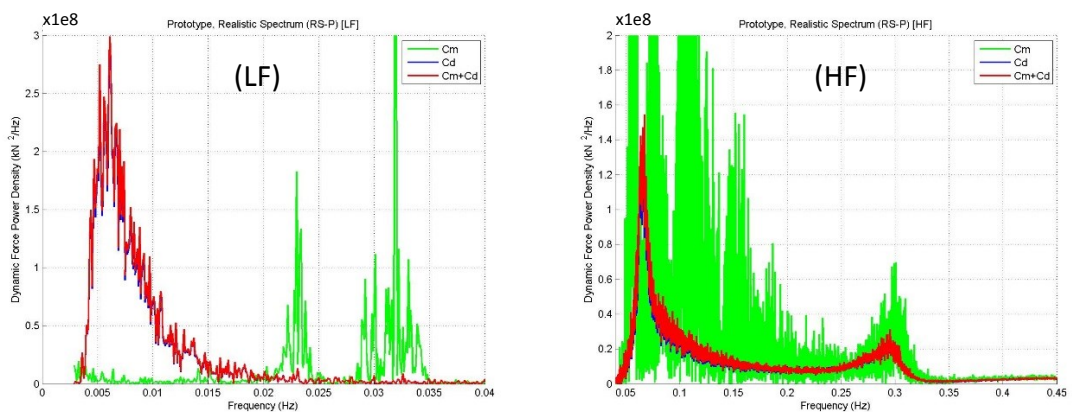 x1e8
Prototype. Realistic Spectrum (RS-P) [LF]
3
2.5
2
1.5
1
0.5
0
Dynamic Force Power Density (kN ^2/Hz)
(LF)
Cm
Cd
Cm+Cd
0 0.005 0.01 0.015 0.02 0.025 0.03 0.035 0.04
Frequency (Hz)
x1e8
Prototype. Realistic Spectrum (RS-P) [HF]
2
1.8
1.6
1.4
1.2
1
0.8
0.6
0.4
0.2
0
Dynamic Force Power Density (kN ^2/Hz)
(HF)
Cm
Cd
Cm+Cd
0.05 0.1 0.15 0.2 0.25 0.3 0.35 0.4 0.45
Frequency (Hz)